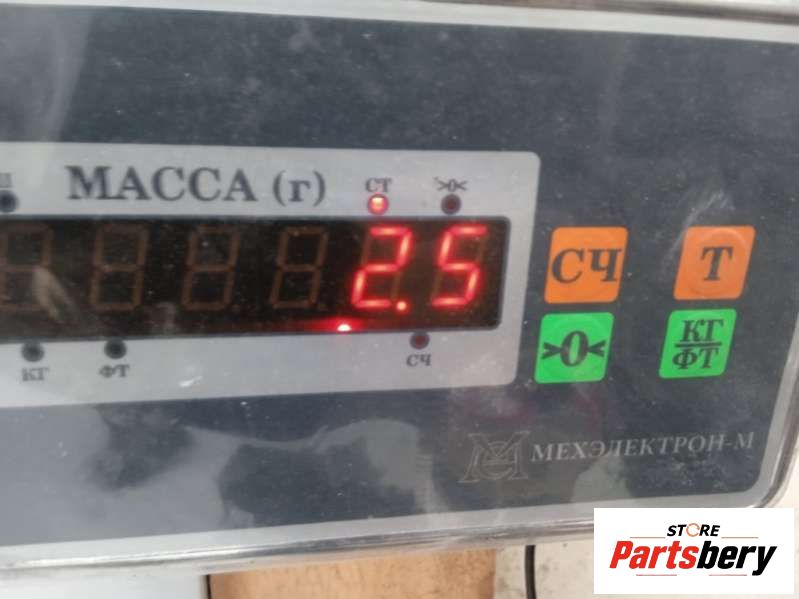 МАССА (г)
СТ
>0<
2.5
СЧ
Т
>0<
КГ
ФТ
КГ
ФТ
СЧ
МЕХЭЛЕКТРОН-М
STORE
Partsbery